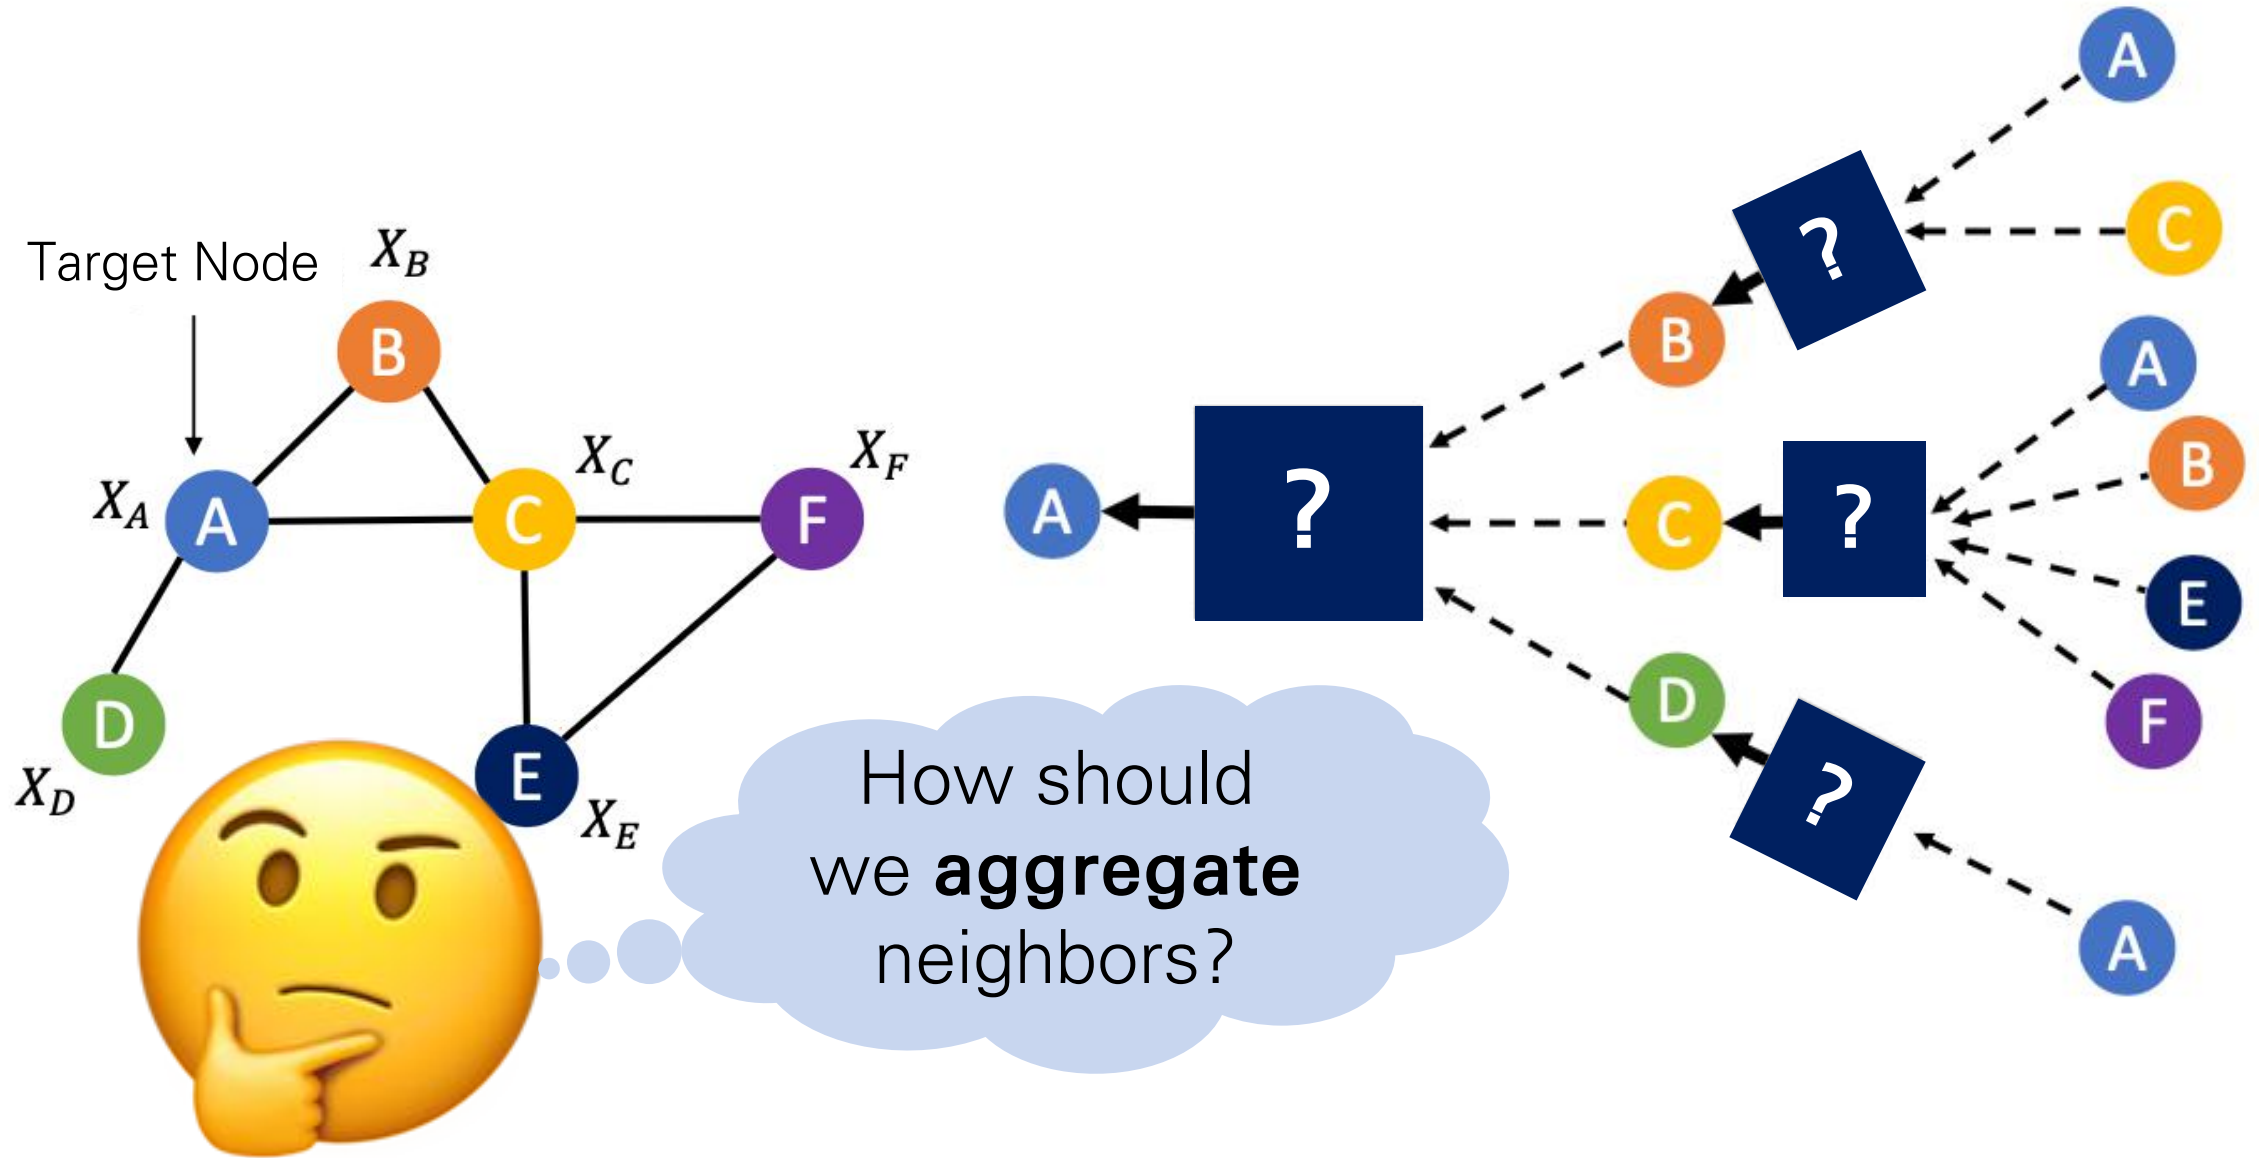 Target Node
X_B
B
X_A
A
X_C
C
X_F
F
D
X_D
E
X_E
How should
we aggregate
neighbors?
A
?
B
C
D
?
?
?
A
C
A
B
E
F
A